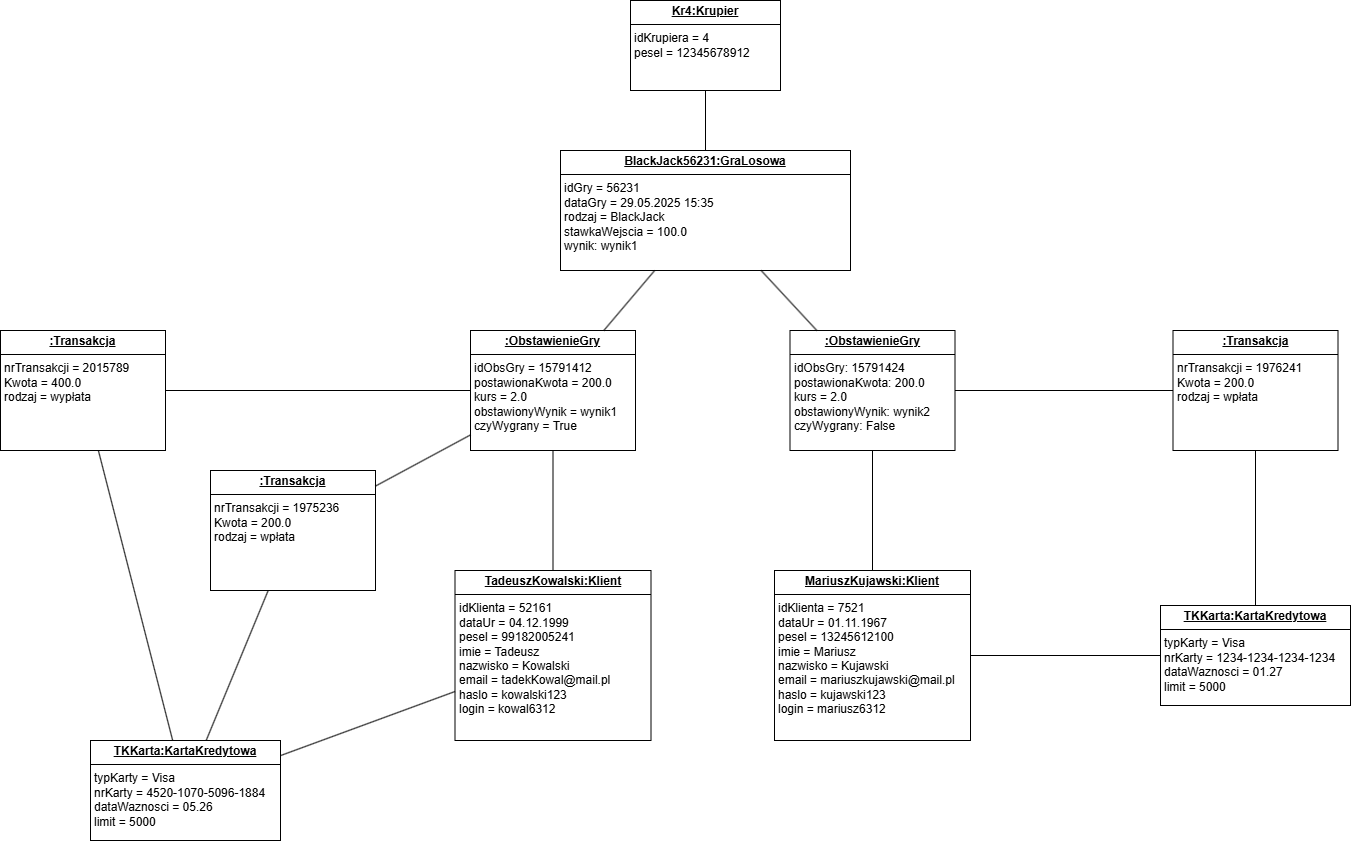 Kr4:Krupier
idKrupiera = 4
pesel = 12345678912
BlackJack56231:GraLosowa
idGry = 56231
dataGry = 29.05.2025 15:35
rodzaj = BlackJack
stawkaWejscia = 100.0
wynik: wynik1
:Transakcja
nrTransakcji = 2015789
Kwota = 400.0
rodzaj = wypłata
:ObstawienieGry
idObsGry = 15791412
postawionaKwota = 200.0
kurs = 2.0
obstawionyWynik = wynik1
czyWygrany = True
:ObstawienieGry
idObsGry: 15791424
postawionaKwota: 200.0
kurs = 2.0
obstawionyWynik: wynik2
czyWygrany: False
:Transakcja
nrTransakcji = 1976241
Kwota = 200.0
rodzaj = wpłata
:Transakcja
nrTransakcji = 1975236
Kwota = 200.0
rodzaj = wpłata
TadeuszKowalski:Klient
idKlienta = 52161
dataUr = 04.12.1999
pesel = 99182005241
imie = Tadeusz
nazwisko = Kowalski
email = tadekKowal@mail.pl
haslo = kowalski123
login = kowal6312
MariuszKujawski:Klient
idKlienta = 7521
dataUr = 01.11.1967
pesel = 13245612100
imie = Mariusz
nazwisko = Kujawski
email = mariuszkujawski@mail.pl
haslo = kujawski123
login = mariusz6312
TKKarta:KartaKredytowa
typKarty = Visa
nrKarty = 1234-1234-1234-1234
dataWaznosci = 01.27
limit = 5000
TKKarta:KartaKredytowa
typKarty = Visa
nrKarty = 4520-1070-5096-1884
dataWaznosci = 05.26
limit = 5000